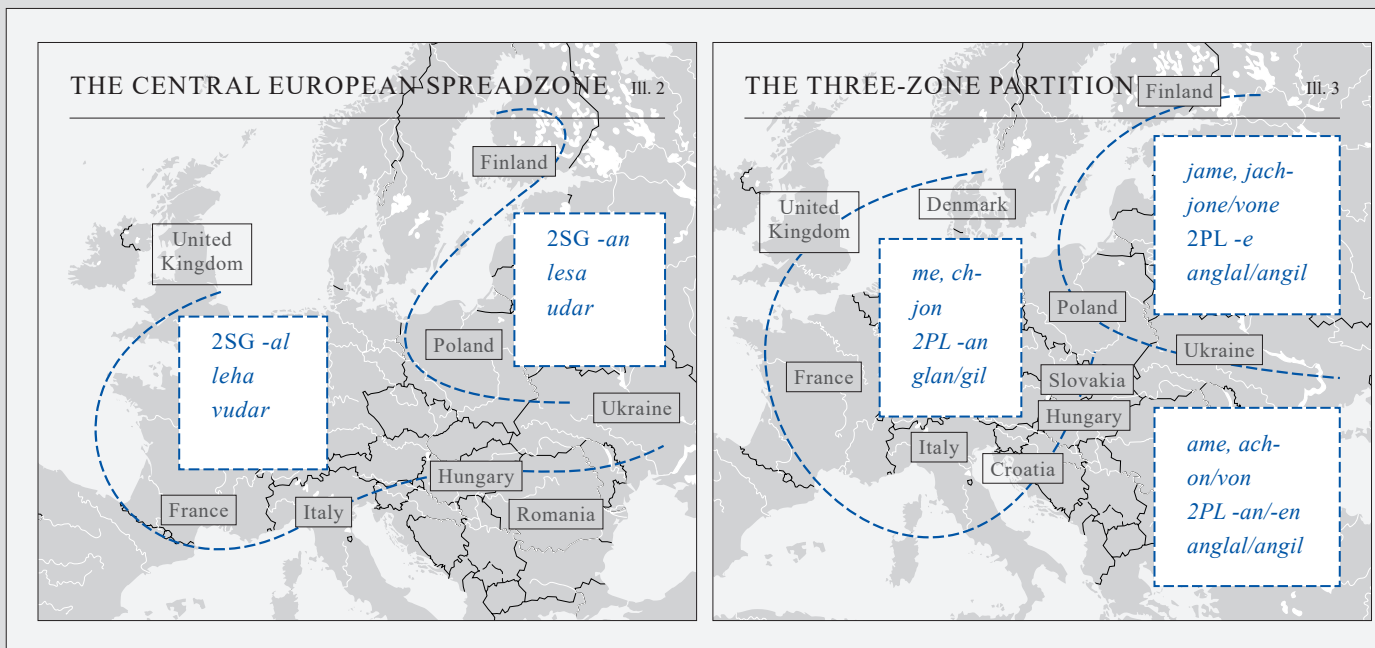 THE CENTRAL EUROPEAN SPREADZONE Ill. 2
Finland
United
Kingdom
2SG -an
lesa
udar
2SG -al
leha
vudar
Poland
Ukraine
Hungary
France
Italy
Romania
THE THREE-ZONE PARTITION Ill. 3
Finland
jame, jach-
jone/vone
2PL -e
anglal/angil
United
Kingdom
Denmark
me, ch-
jon
2PL -an
glan/gil
Poland
Ukraine
France
Slovakia
Hungary
Italy
Croatia
ame, ach-
on/von
2PL -an/-en
anglal/angil